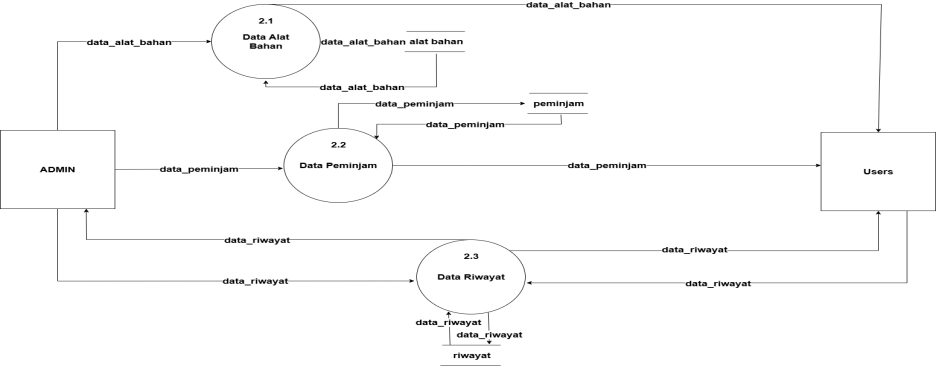 data_alat_bahan
2.1
Data Alat
Bahan
data_alat_bahan
data_alat_bahan
alat bahan
data_alat_bahan
data_peminjam
peminjam
data_peminjam
2.2
Data Peminjam
ADMIN
data_peminjam
data_peminjam
Users
data_riwayat
data_riwayat
2.3
Data Riwayat
data_riwayat
data_riwayat
data_riwayat
data_riwayat
riwayat